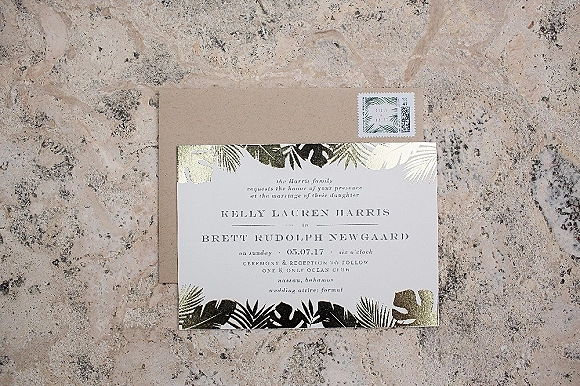 the Harris family
requests the honor of your presence
at the marriage of their daughter
KELLY LAUREN HARRIS
to
BRETT RUDOLPH NEWGAARD
on sunday · 05.07.17 · six o'clock
CEREMONY & RECEPTION TO FOLLOW
ONE & ONLY OCEAN CLUB
nassau, bahamas
wedding attire: formal